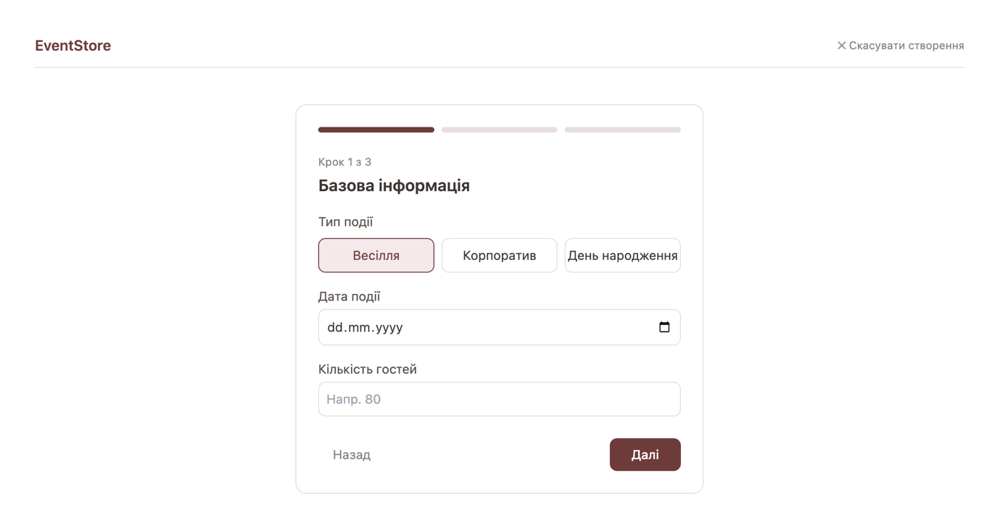 EventStore
Скасувати створення
Крок 1 з 3
Базова інформація
Тип події
Весілля
Корпоратив
День народження
Дата події
dd.mm.yyyy
Кількість гостей
Напр. 80
Назад
Далі